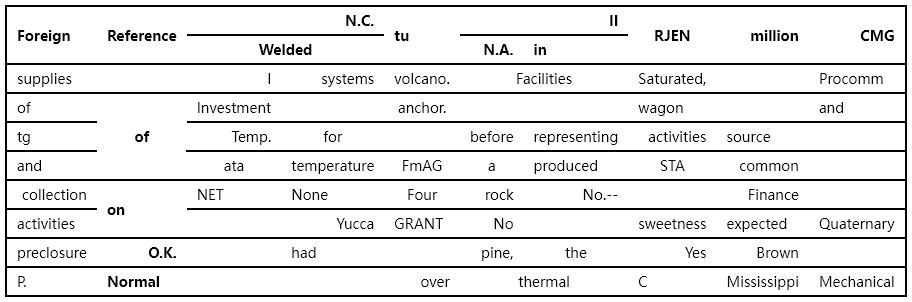 N.C. II
Foreign Reference tu RJEN million CMG
Welded N.A. in
supplies I systems volcano. Facilities Saturated, Procomm
of Investment anchor. wagon and
of
tg Temp. for before representing activities source
and ata temperature FmAG a produced STA common
collection NET None Four rock No.-- Finance
on
activities Yucca GRANT No sweetness expected Quaternary
preclosure O.K. had pine, the Yes Brown
P. Normal over thermal C Mississippi Mechanical